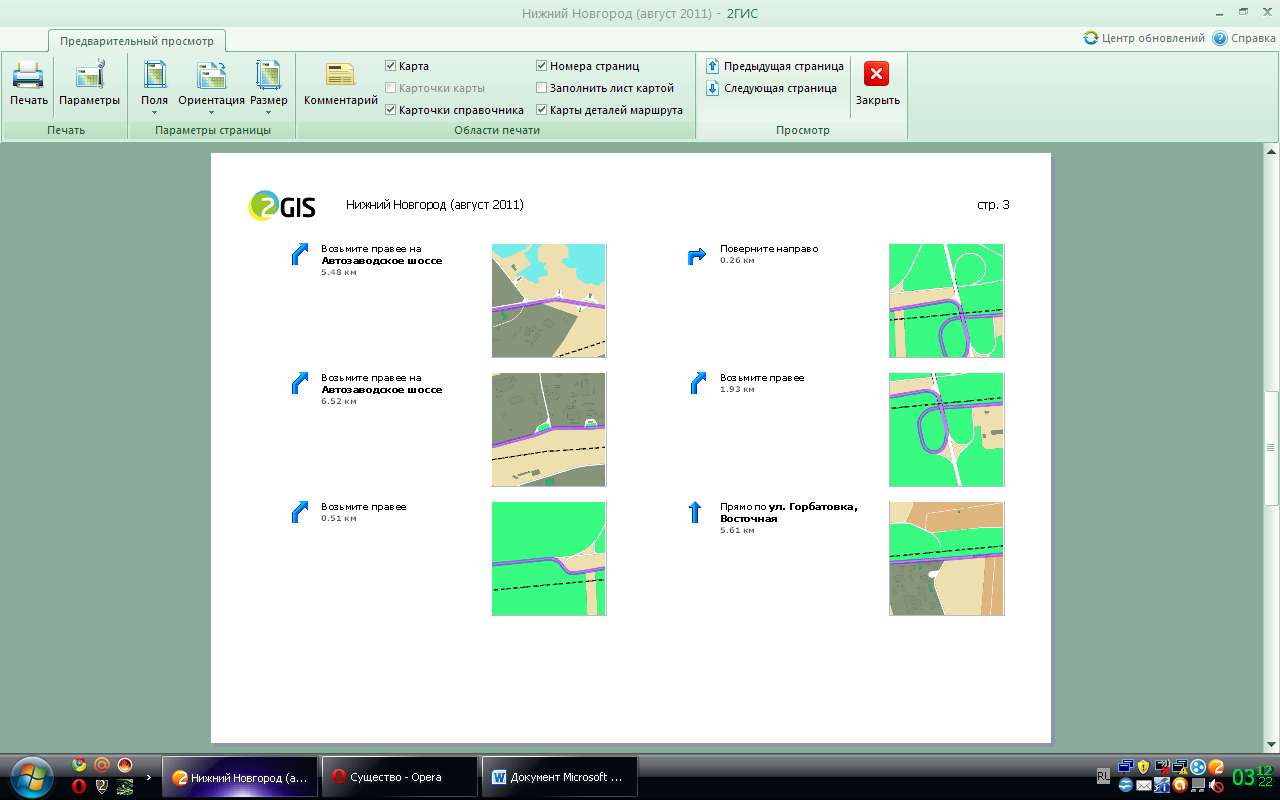 Нижний Новгород (август 2011) - 2ГИС
Предварительный просмотр
Центр обновлений
? Справка
Печать
Параметры
Поля
Ориентация
Размер
Комментарий
Карта
Карточки карты
Карточки справочника
Номера страниц
Заполнить лист картой
Карты деталей маршрута
Предыдущая страница
Следующая страница
Закрыть
Печать
Параметры страницы
Области печати
Просмотр
2GIS
Нижний Новгород (август 2011)
стр. 3
Возьмите правее на
Автозаводское шоссе
5.48 км
Возьмите правее на
Автозаводское шоссе
6.52 км
Возьмите правее
0.51 км
Поверните направо
0.26 км
Возьмите правее
1.93 км
Прямо по ул. Горбатовка,
Восточная
5.61 км
Нижний Новгород (а...
Существо - Opera
Документ Microsoft ...
RL
03
12
22